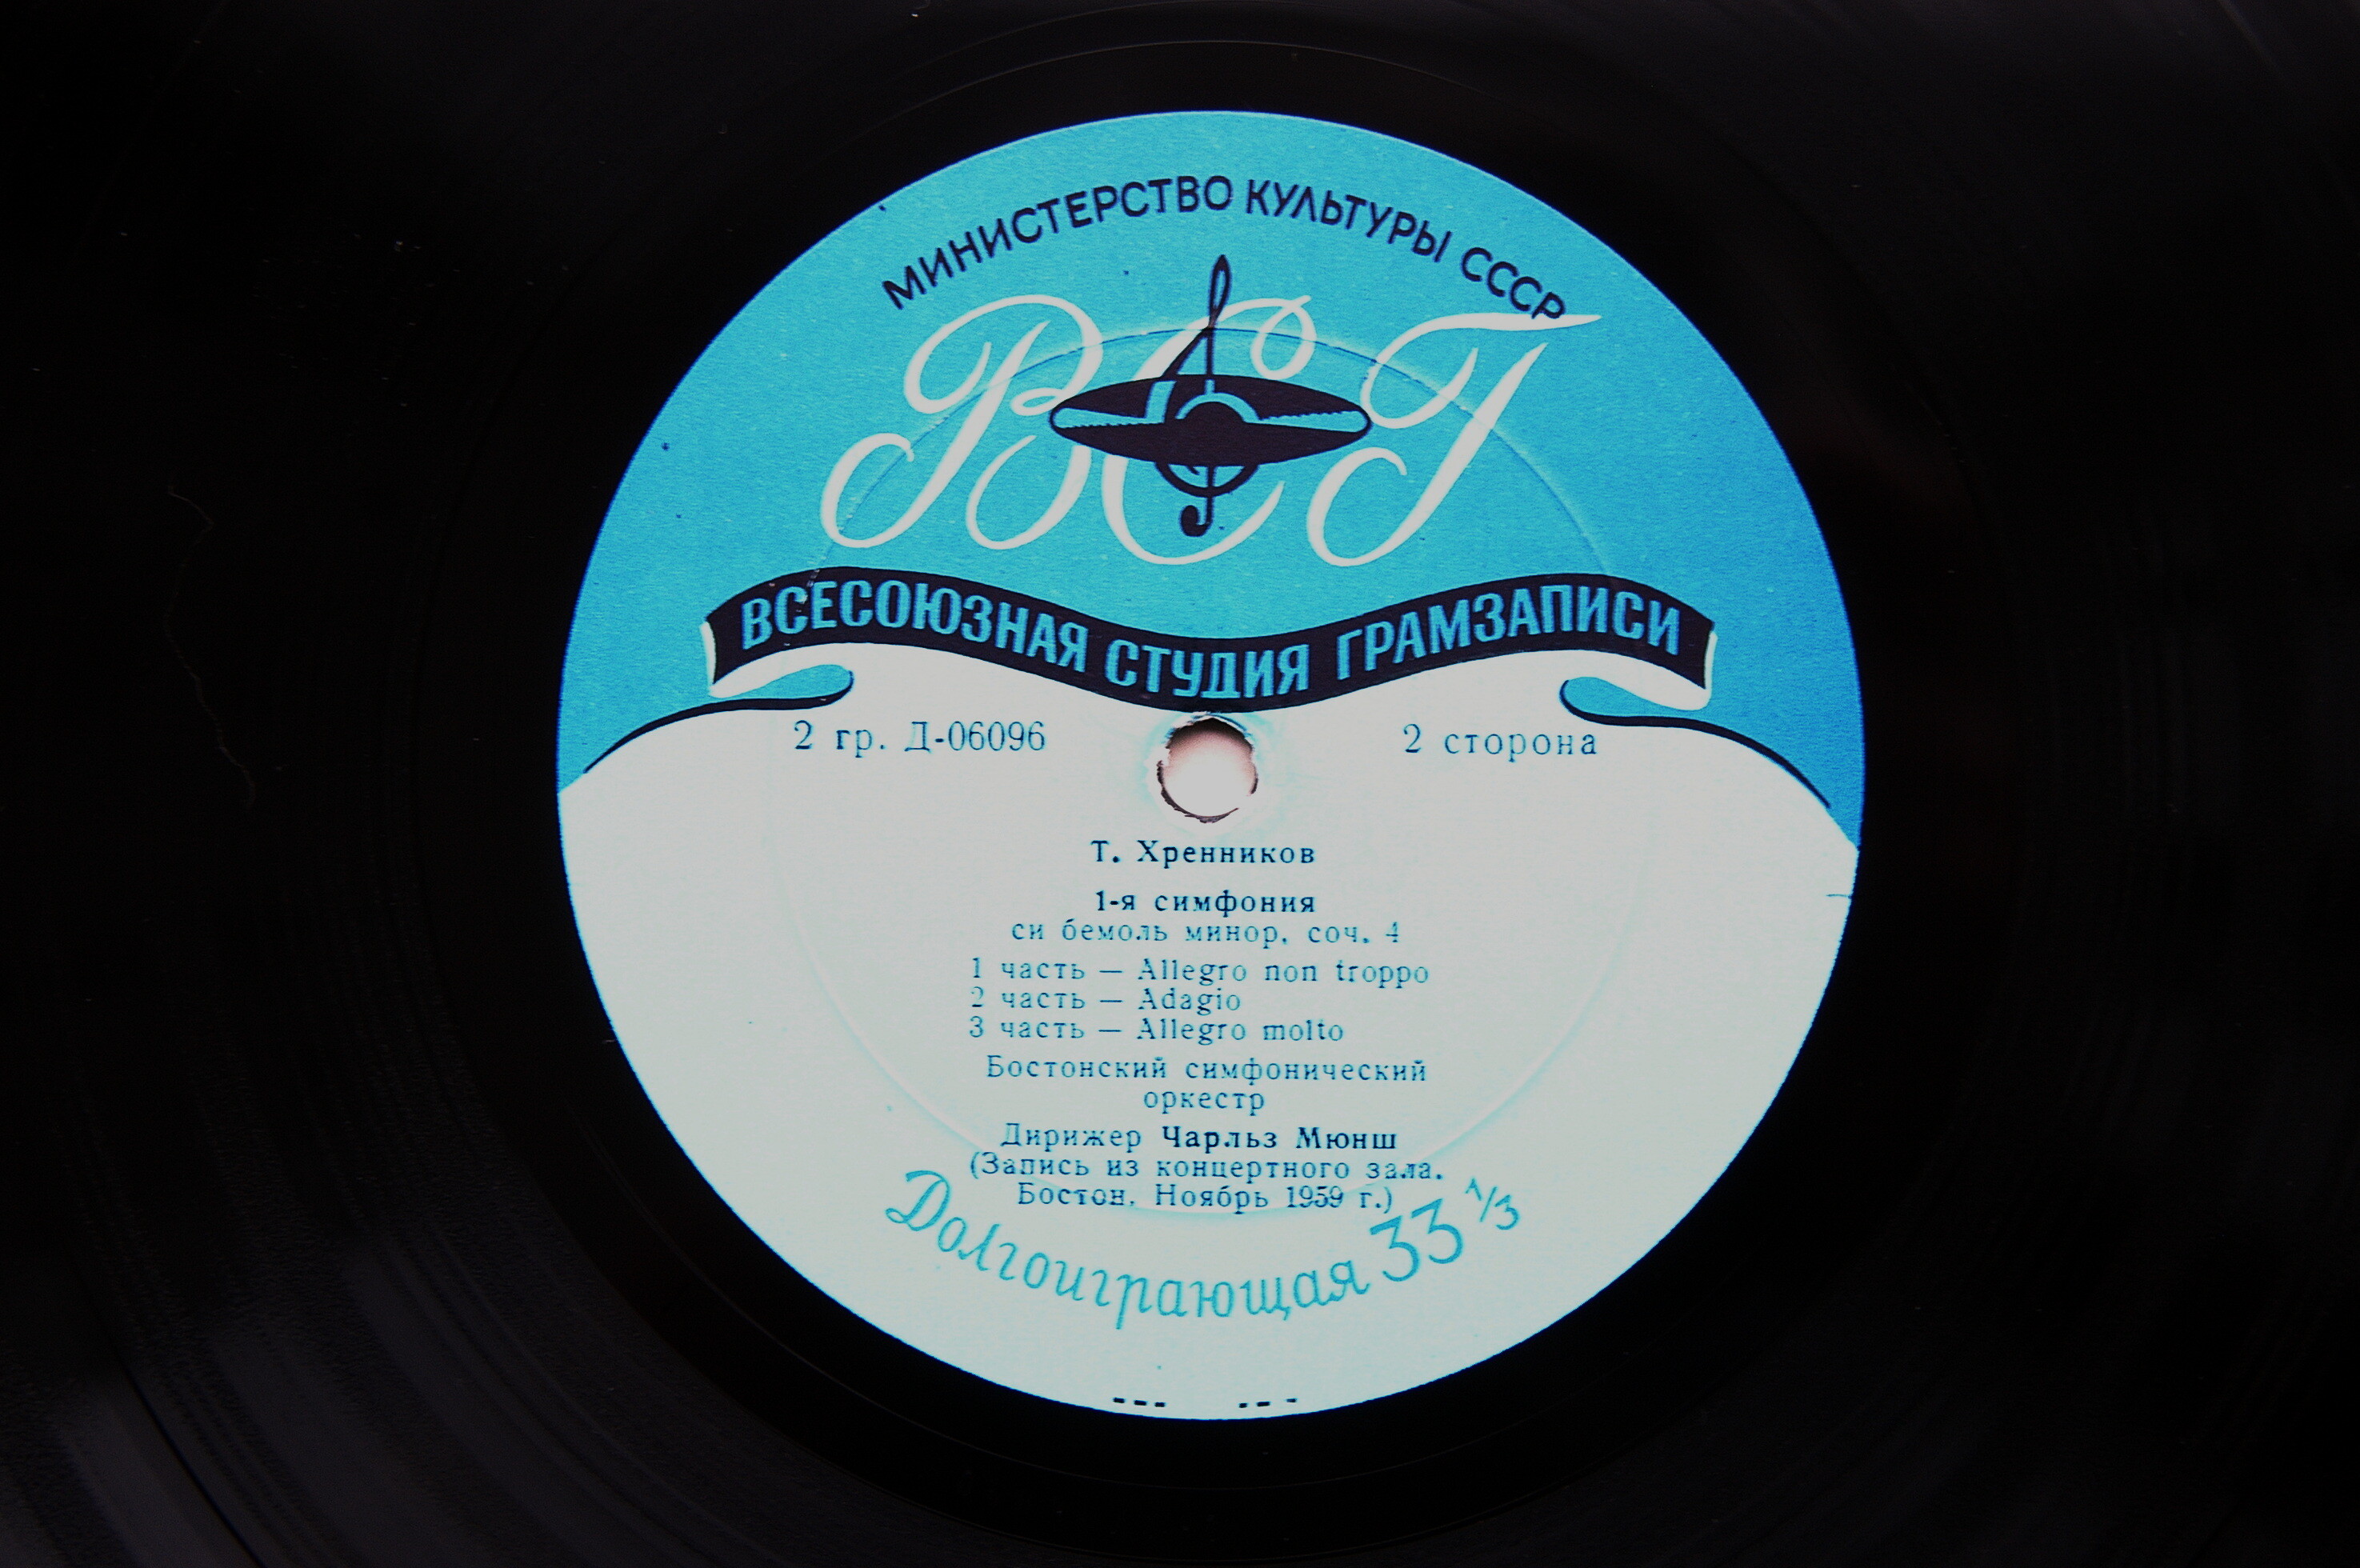 МИНИСТЕРСТВО КУЛЬТУРЫ СССР
ВСГ
ВСЕСОЮЗНАЯ СТУДИЯ ГРАМЗАПИСИ
2 гр. Д-06096
2 сторона
Т. Хренников
1-я симфония
си бемоль минор, соч. 4
1 часть — Allegro non troppo
2 часть — Adagio
3 часть — Allegro molto
Бостонский симфонический
оркестр
Дирижер Чарльз Мюнш
(Запись из концертного зала.
Бостон, Ноябрь 1959 г.)
Долгоиграющая 33 1/3